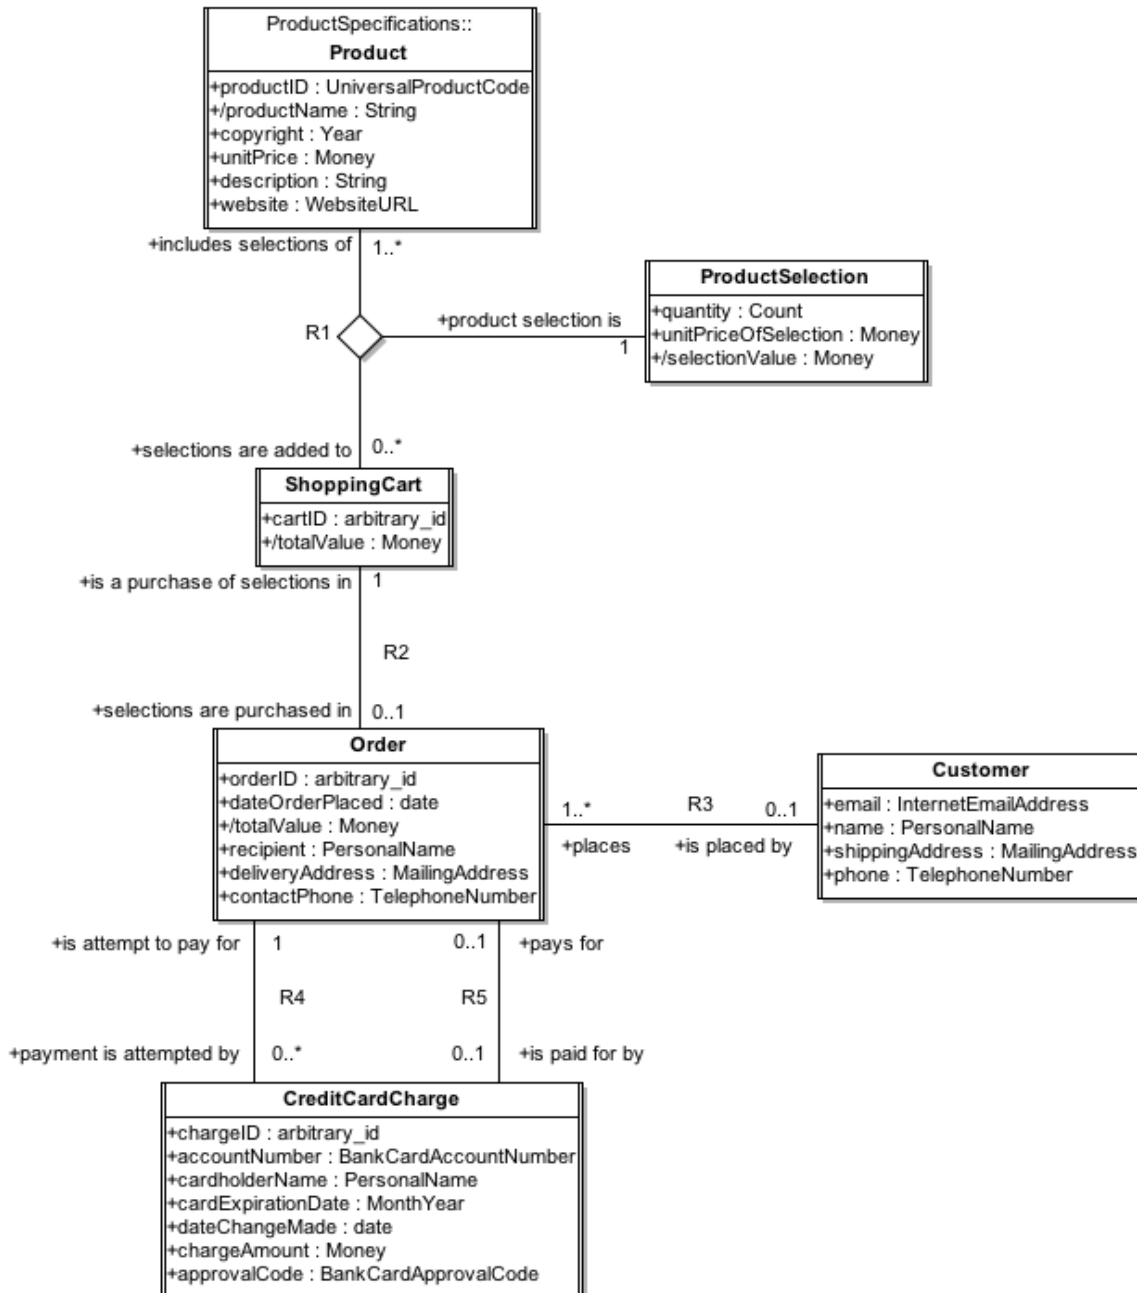 ProductSpecifications::
Product
+productID : UniversalProductCode
+/productName : String
+copyright : Year
+unitPrice : Money
+description : String
+website : WebsiteURL
+includes selections of
1..*
ProductSelection
+quantity : Count
+unitPriceOfSelection : Money
+/selectionValue : Money
R1
+product selection is
1
+selections are added to
0..*
ShoppingCart
+cartID : arbitrary_id
+/totalValue : Money
+is a purchase of selections in
1
R2
+selections are purchased in
0..1
Order
+orderID : arbitrary_id
+dateOrderPlaced : date
+/totalValue : Money
+recipient : PersonalName
+deliveryAddress : MailingAddress
+contactPhone : TelephoneNumber
1..*
R3
0..1
+places
+is placed by
Customer
+email : InternetEmailAddress
+name : PersonalName
+shippingAddress : MailingAddress
+phone : TelephoneNumber
+is attempt to pay for
1
0..1
+pays for
R4
R5
+payment is attempted by
0..*
0..1
+is paid for by
CreditCardCharge
+chargeID : arbitrary_id
+accountNumber : BankCardAccountNumber
+cardholderName : PersonalName
+cardExpirationDate : MonthYear
+dateChangeMade : date
+chargeAmount : Money
+approvalCode : BankCardApprovalCode